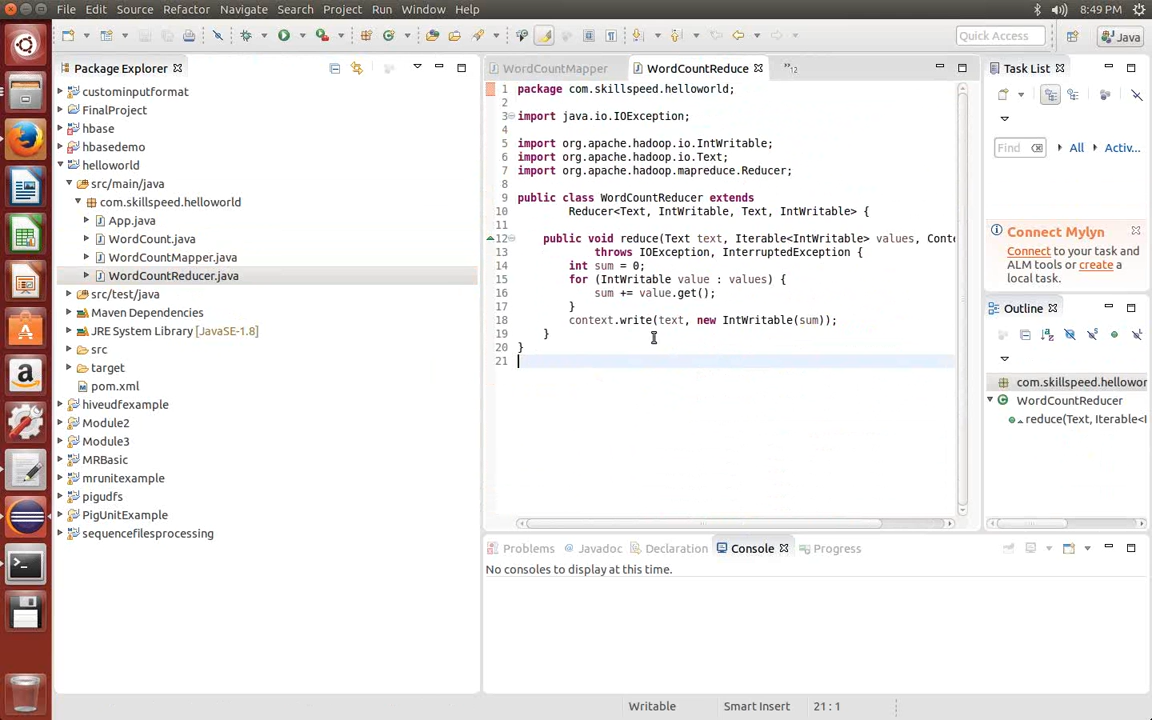 File Edit Source Refactor Navigate Search Project Run Window Help
8:49 PM
Quick Access
Java
Package Explorer
custominputformat
FinalProject
hbase
hbasedemo
helloworld
src/main/java
com.skillspeed.helloworld
App.java
WordCount.java
WordCountMapper.java
WordCountReducer.java
src/test/java
Maven Dependencies
JRE System Library [JavaSE-1.8]
src
target
pom.xml
hiveudfexample
Module2
Module3
MRBasic
mrunitexample
pigudfs
PigUnitExample
sequencefilesprocessing
WordCountMapper
WordCountReduce
»12
1 package com.skillspeed.helloworld;
2
3 import java.io.IOException;
4
5 import org.apache.hadoop.io.IntWritable;
6 import org.apache.hadoop.io.Text;
7 import org.apache.hadoop.mapreduce.Reducer;
8
9 public class WordCountReducer extends
10 Reducer<Text, IntWritable, Text, IntWritable> {
11
12 public void reduce(Text text, Iterable<IntWritable> values, Conte
13 throws IOException, InterruptedException {
14 int sum = 0;
15 for (IntWritable value : values) {
16 sum += value.get();
17 }
18 context.write(text, new IntWritable(sum));
19 }
20 }
21
Problems @ Javadoc Declaration Console Progress
No consoles to display at this time.
Task List
Find All Activ...
Connect Mylyn
Connect to your task and
ALM tools or create a
local task.
Outline
com.skillspeed.hellowor
WordCountReducer
reduce(Text, Iterable<I
Writable Smart Insert 21 : 1